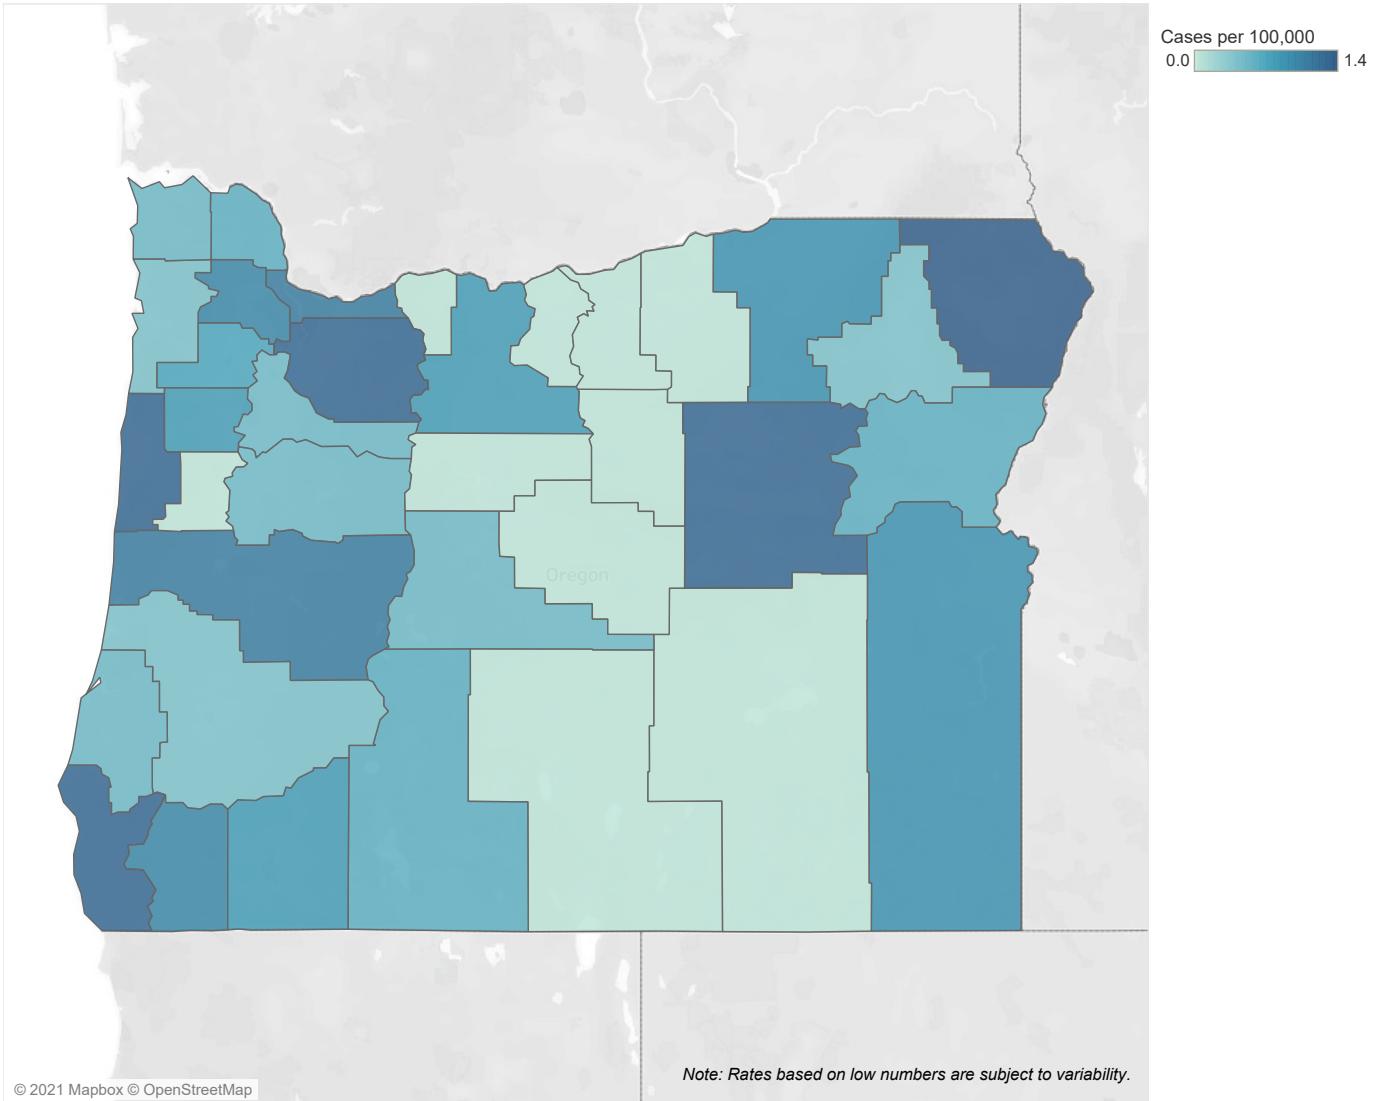 Cases per 100,000
0.0 1.4
Oregon
Note: Rates based on low numbers are subject to variability.
© 2021 Mapbox © OpenStreetMap